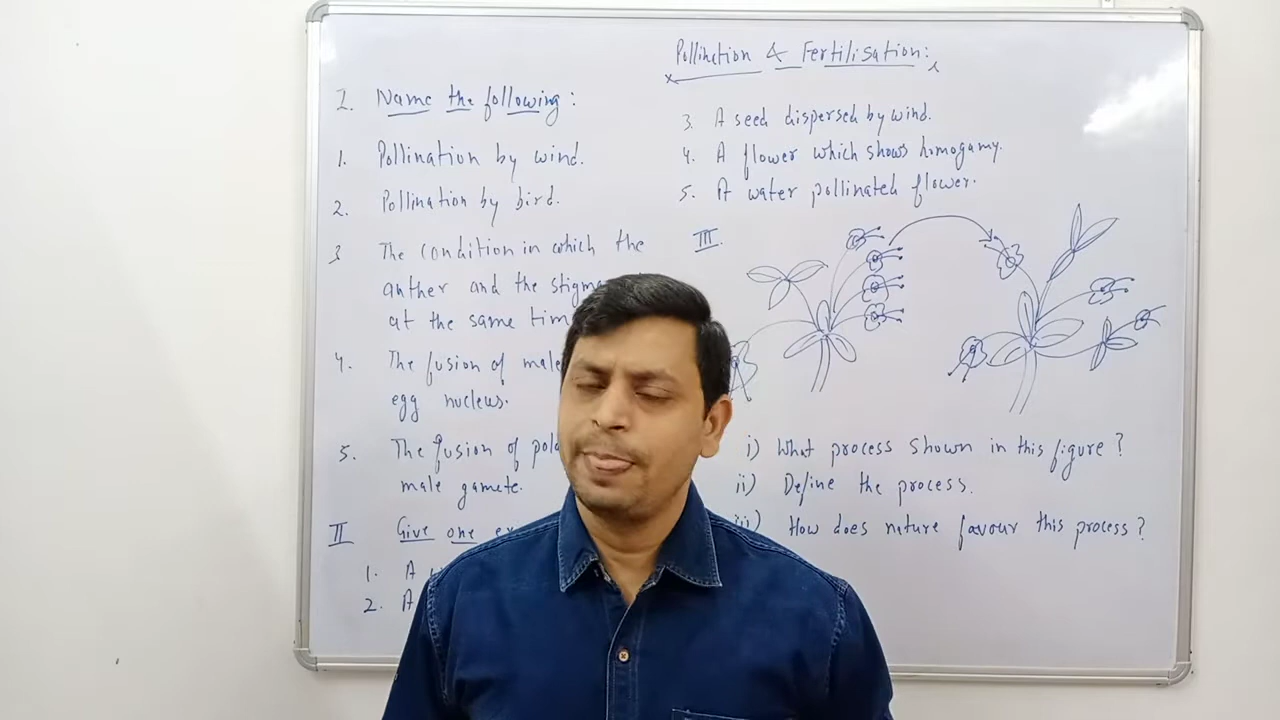 Pollination & Fertilisation:
I. Name the following:
1. Pollination by wind.
2. Pollination by bird.
3 The condition in which the
anther and the stigma
at the same time
4. The fusion of male
egg nucleus.
5. The fusion of
male gamete.
II Give one
1. A
2. A
3. A seed dispersed by wind.
4. A flower which shows homogamy.
5. A water pollinated flower.
III.
i) What process shown in this figure?
ii) Define the process.
iii) How does nature favour this process?